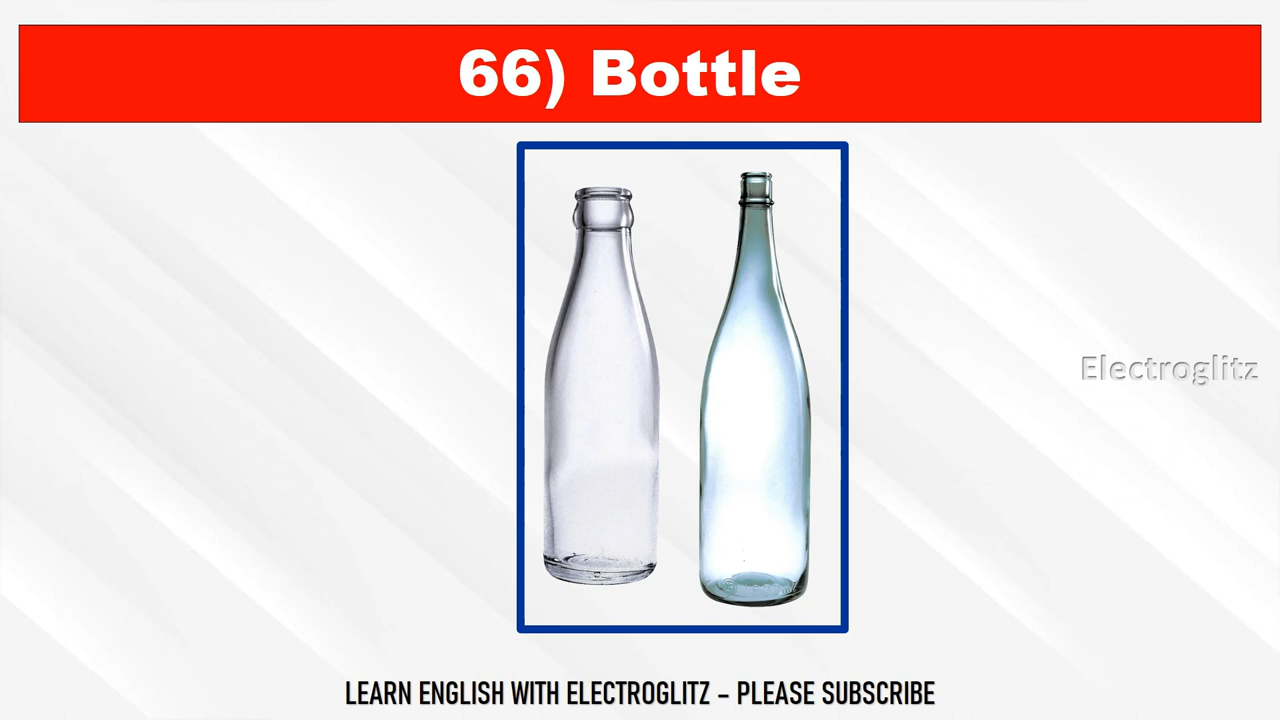 66) Bottle
Electroglitz
LEARN ENGLISH WITH ELECTROGLITZ – PLEASE SUBSCRIBE